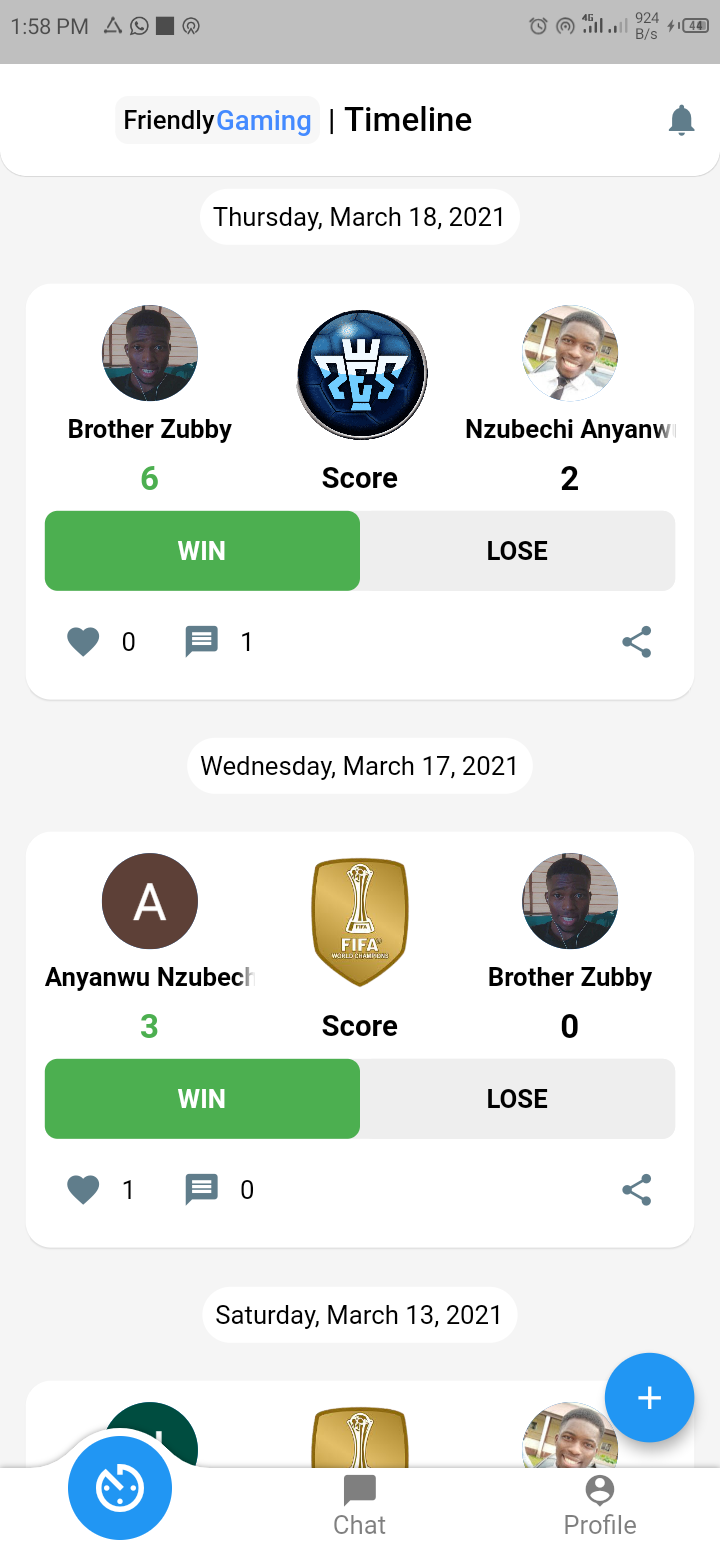 1:58 PM 4G 924 B/s 44
FriendlyGaming | Timeline
Thursday, March 18, 2021
PES
Brother Zubby Nzubechi Anyanw
6 Score 2
WIN LOSE
0 1
Wednesday, March 17, 2021
A FIFA
WORLD CHAMPIONS
Anyanwu Nzubech Brother Zubby
3 Score 0
WIN LOSE
1 0
Saturday, March 13, 2021
+
Chat Profile